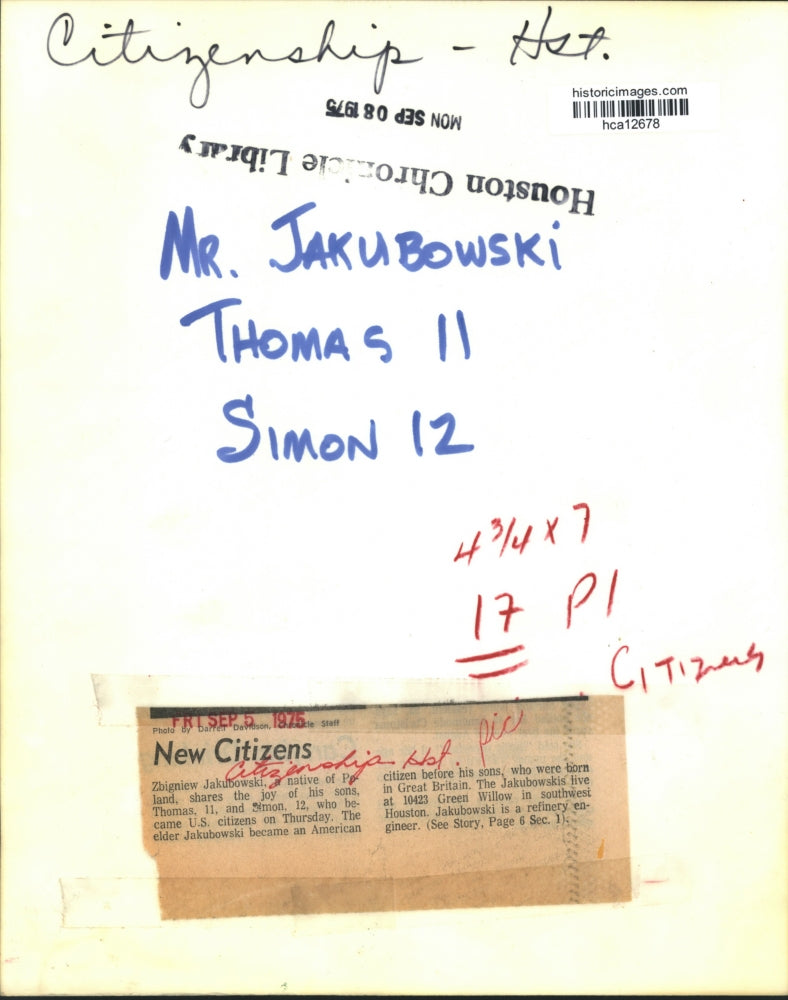 Citizenship - Hst.
historicimages.com
hca12678
MON SEP 08 1975
Houston Chronicle Library
MR. JAKUBOWSKI
THOMAS 11
SIMON 12
4 3/4 x 7
17 P1
CITIZENS
FRI SEP 5 1975
Photo by Darrell Davidson, Chronicle Staff
pic
New Citizens
Citizenship - Hst.
Zbigniew Jakubowski, a native of Po-
land, shares the joy of his sons,
Thomas, 11, and Simon, 12, who be-
came U.S. citizens on Thursday. The
elder Jakubowski became an American
citizen before his sons, who were born
in Great Britain. The Jakubowskis live
at 10423 Green Willow in southwest
Houston. Jakubowski is a refinery en-
gineer. (See Story, Page 6 Sec. 1).